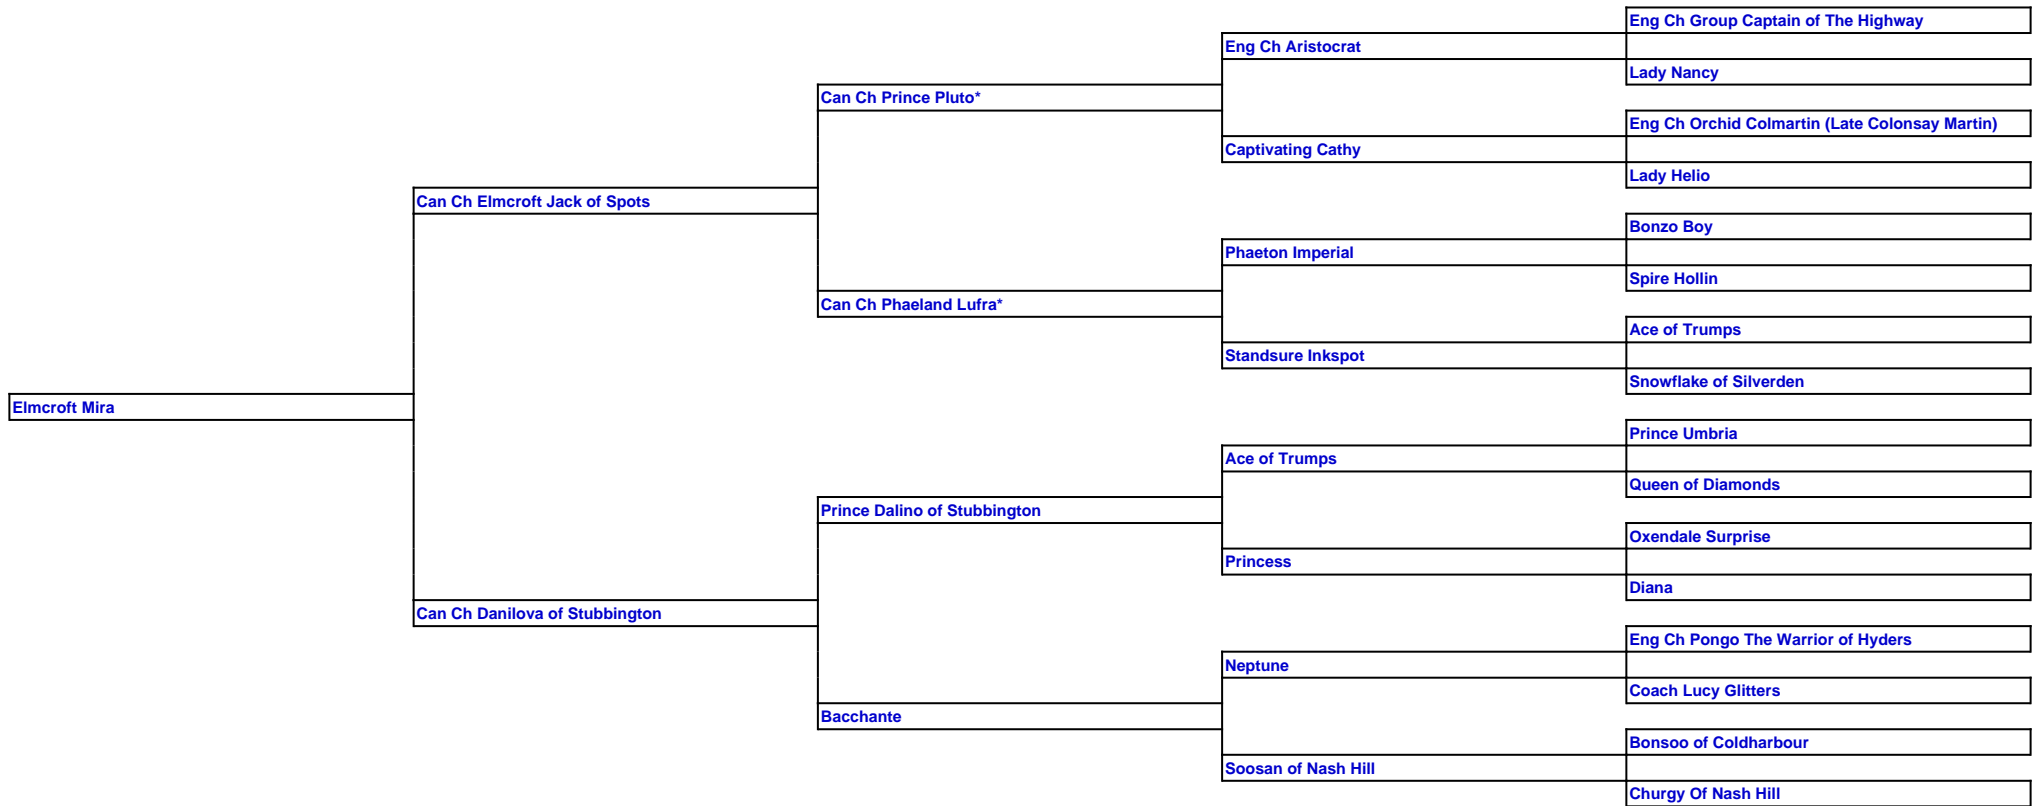 Eng Ch Group Captain of The Highway
Eng Ch Aristocrat
Lady Nancy
Can Ch Prince Pluto*
Eng Ch Orchid Colmartin (Late Colonsay Martin)
Captivating Cathy
Lady Helio
Can Ch Elmcroft Jack of Spots
Bonzo Boy
Phaeton Imperial
Spire Hollin
Can Ch Phaeland Lufra*
Ace of Trumps
Standsure Inkspot
Snowflake of Silverden
Elmcroft Mira
Prince Umbria
Ace of Trumps
Queen of Diamonds
Prince Dalino of Stubbington
Oxendale Surprise
Princess
Diana
Can Ch Danilova of Stubbington
Eng Ch Pongo The Warrior of Hyders
Neptune
Coach Lucy Glitters
Bacchante
Bonsoo of Coldharbour
Soosan of Nash Hill
Churgy Of Nash Hill